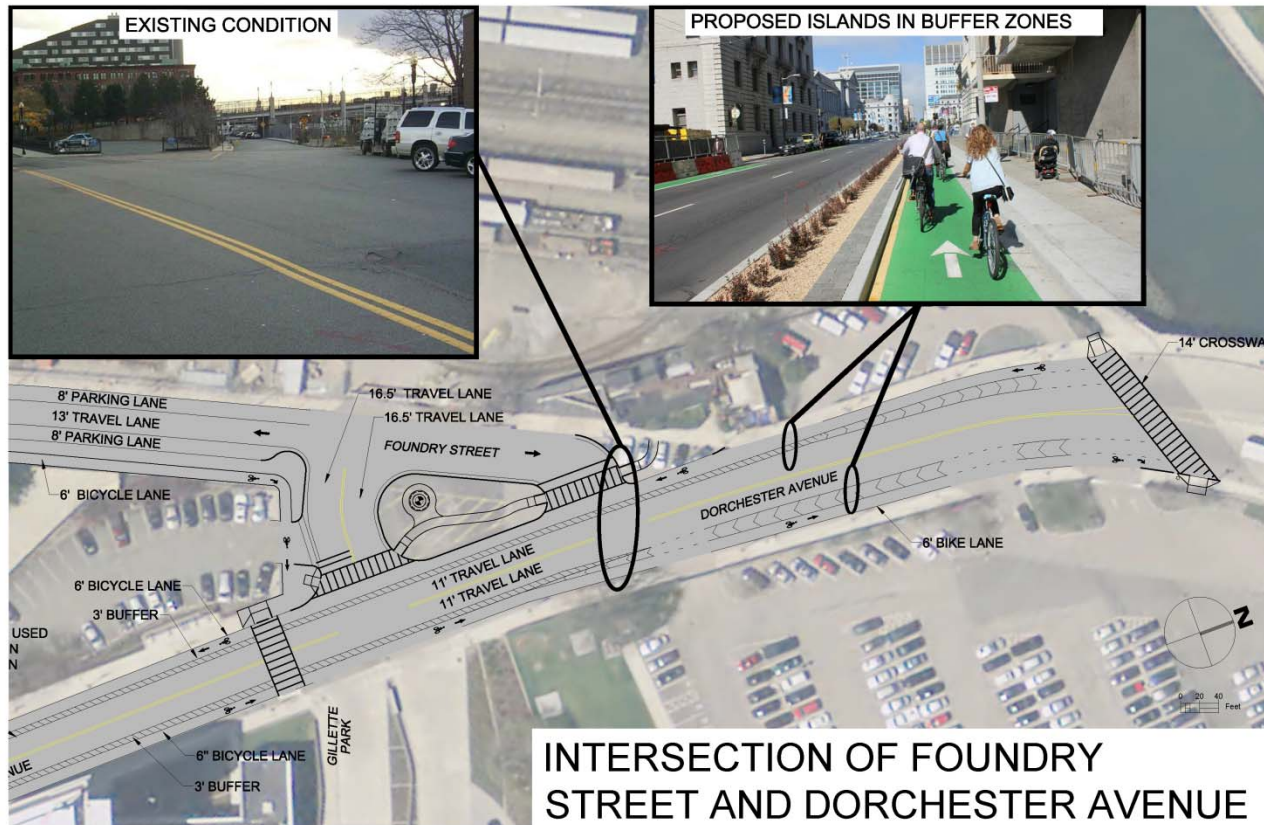 EXISTING CONDITION
PROPOSED ISLANDS IN BUFFER ZONES
14' CROSSWA
8' PARKING LANE
13' TRAVEL LANE
8' PARKING LANE
16.5' TRAVEL LANE
16.5' TRAVEL LANE
FOUNDRY STREET
6' BICYCLE LANE
DORCHESTER AVENUE
6' BIKE LANE
11' TRAVEL LANE
11' TRAVEL LANE
6' BICYCLE LANE
3' BUFFER
USED
N
N
N
0 20 40
Feet
GILLETTE
PARK
6" BICYCLE LANE
3' BUFFER
NUE
INTERSECTION OF FOUNDRY
STREET AND DORCHESTER AVENUE